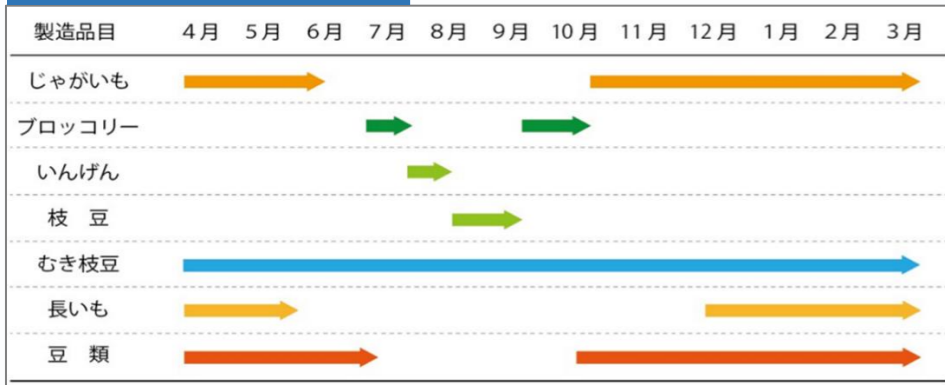 製造品目 4月 5月 6月 7月 8月 9月 10月 11月 12月 1月 2月 3月
じゃがいも
ブロッコリー
いんげん
枝 豆
むき枝豆
長いも
豆 類